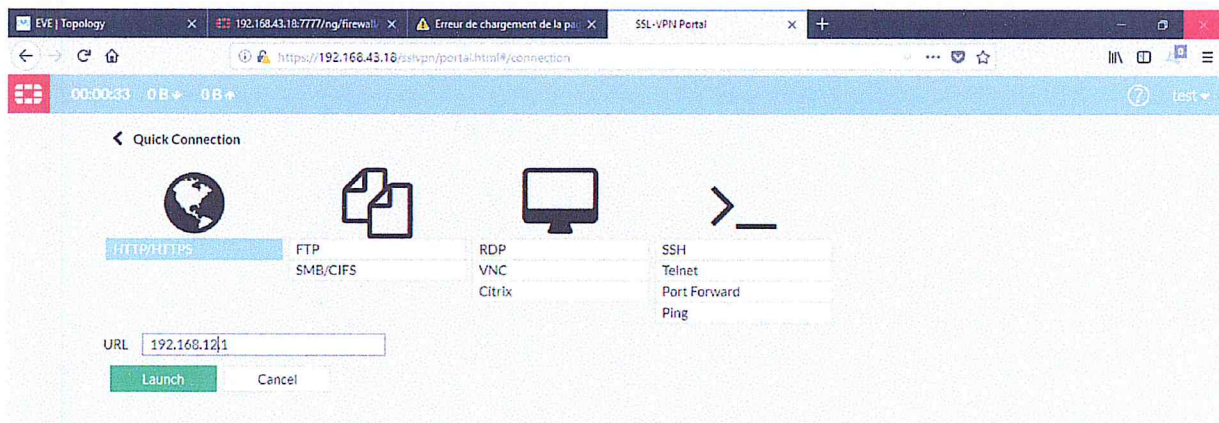 EVE | Topology
192.168.43.18:7777/ng/firewall/
Erreur de chargement de la pag
SSL-VPN Portal
https://192.168.43.18/sslvpn/portal.html#/connection
00:00:33 0 B 0 B
test
Quick Connection
HTTP/HTTPS
FTP
SMB/CIFS
RDP
VNC
Citrix
SSH
Telnet
Port Forward
Ping
URL 192.168.12.1
Launch Cancel